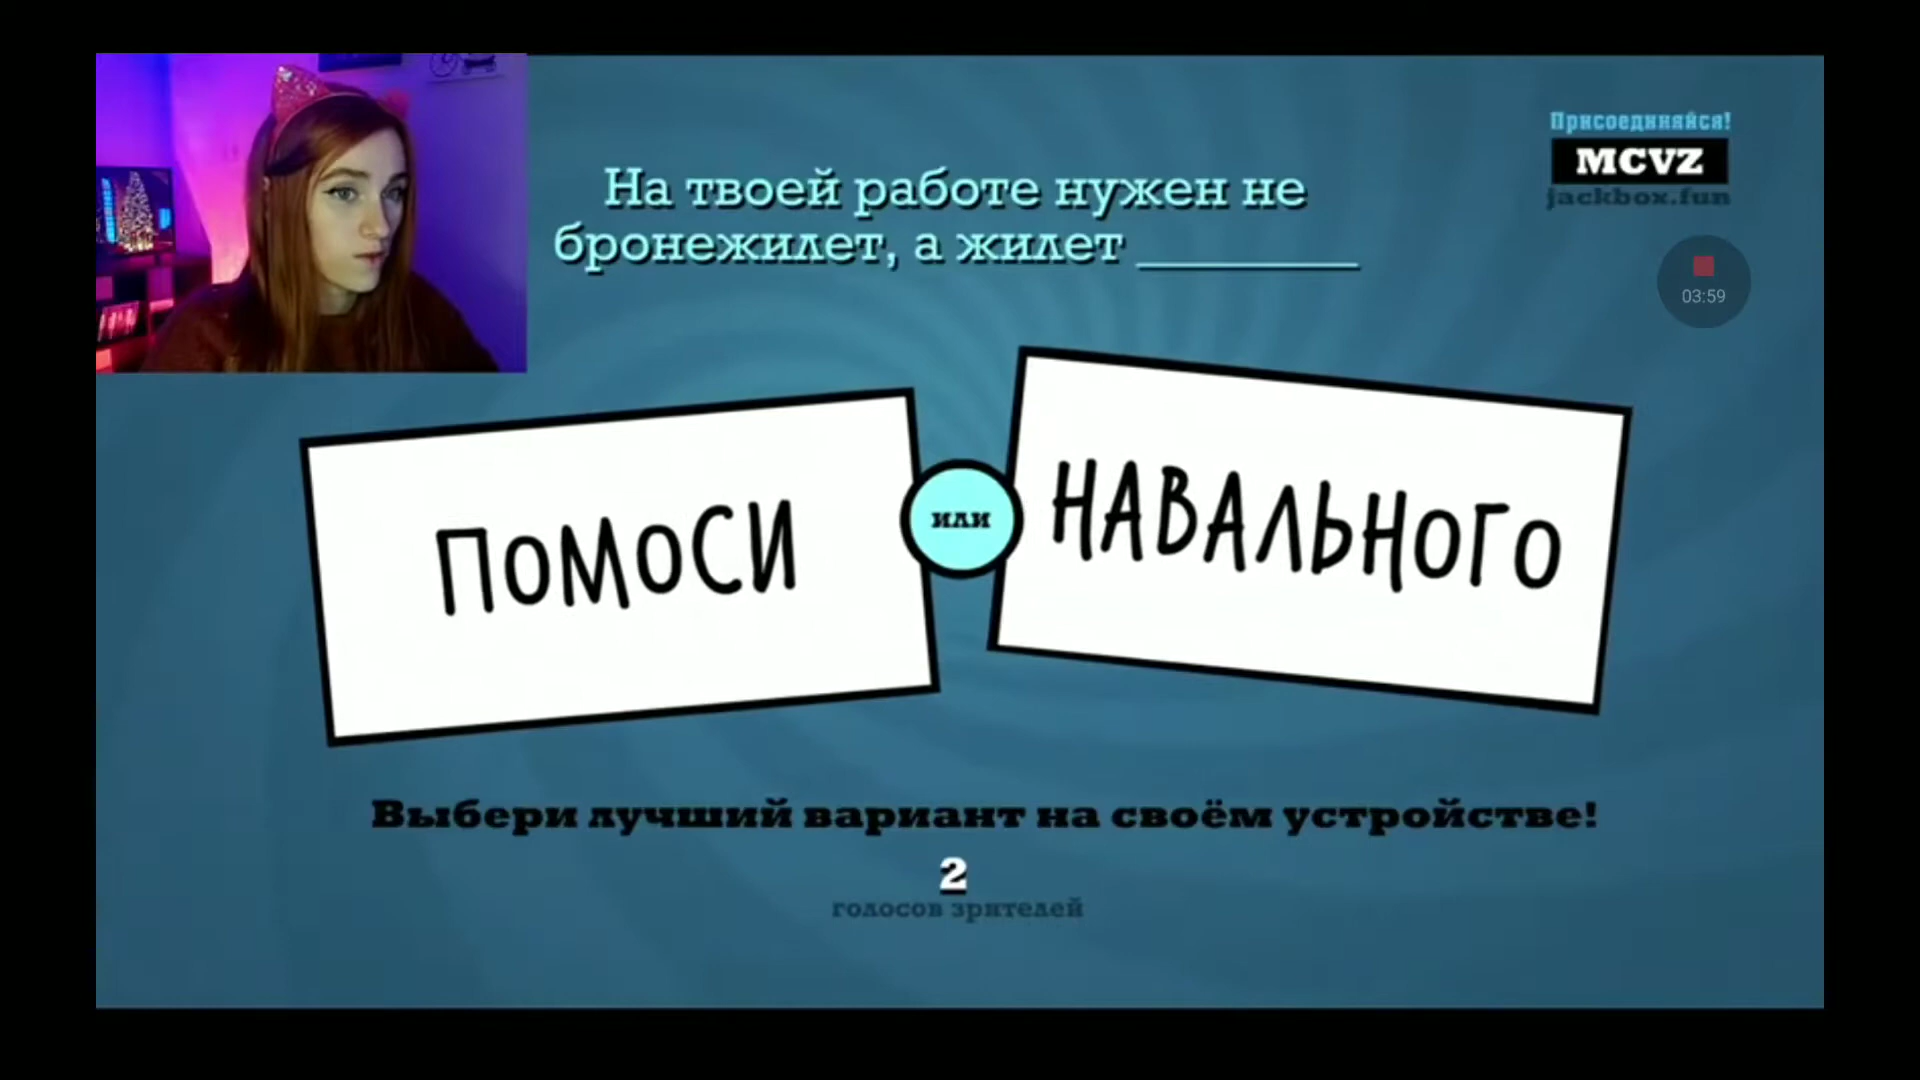 На твоей работе нужен не
бронежилет, а жилет ________
Присоединяйся!
MCVZ
jackbox.fun
03:59
ПОМОСИ
или
НАВАЛЬНОГО
Выбери лучший вариант на своём устройстве!
2
голосов зрителей